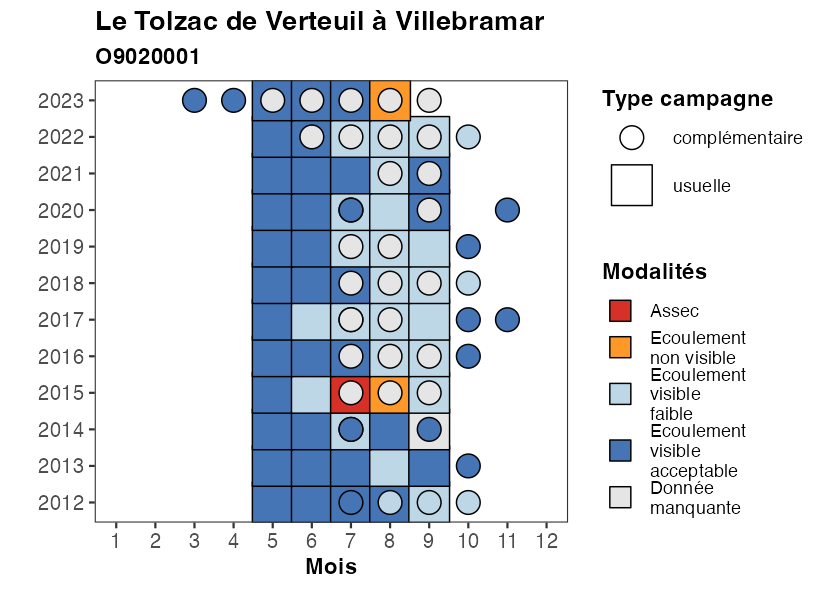 Le Tolzac de Verteuil à Villebramar
O9020001
2023
2022
2021
2020
2019
2018
2017
2016
2015
2014
2013
2012
1 2 3 4 5 6 7 8 9 10 11 12
Mois
Type campagne
complémentaire
usuelle
Modalités
Assec
Ecoulement
non visible
Ecoulement
visible
faible
Ecoulement
visible
acceptable
Donnée
manquante